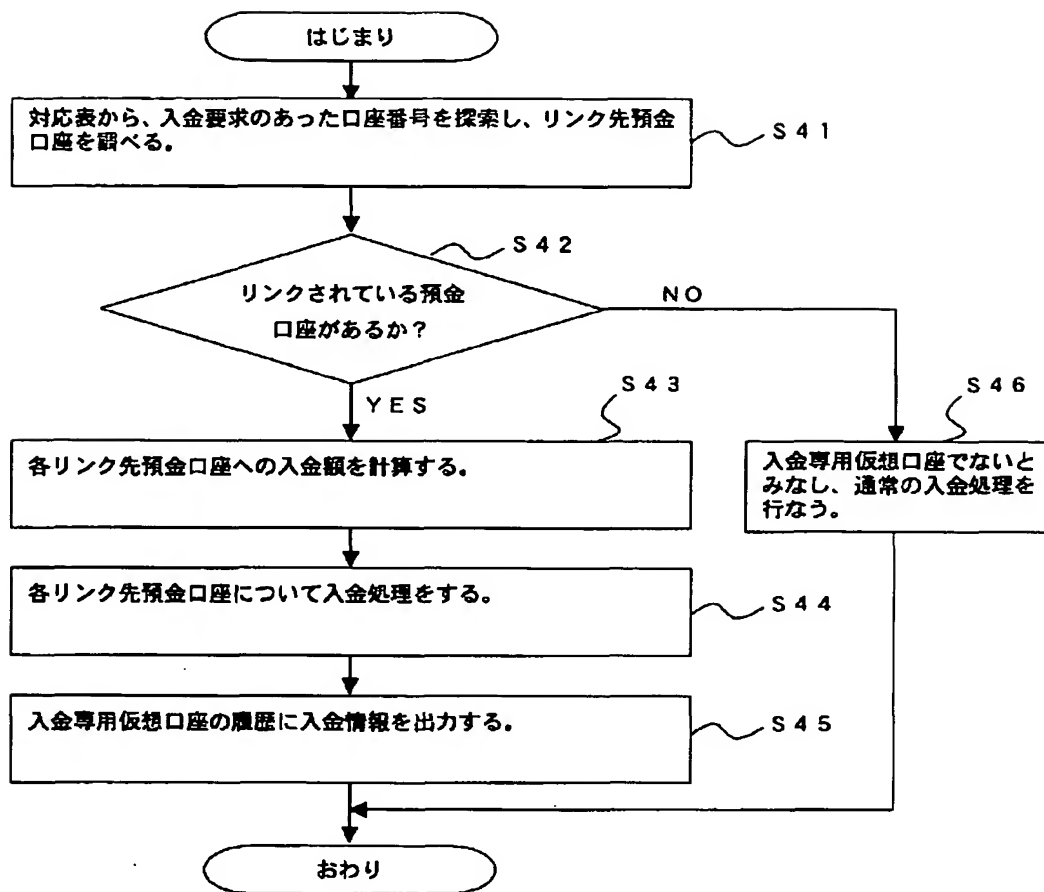 はじまり
対応表から、入金要求のあった口座番号を探索し、リンク先預金
口座を調べる。
S41
S42
リンクされている預金
口座があるか？
NO
YES
S43
S46
各リンク先預金口座への入金額を計算する。
入金専用仮想口座でないと
みなし、通常の入金処理を
行なう。
各リンク先預金口座について入金処理をする。
S44
入金専用仮想口座の履歴に入金情報を出力する。
S45
おわり